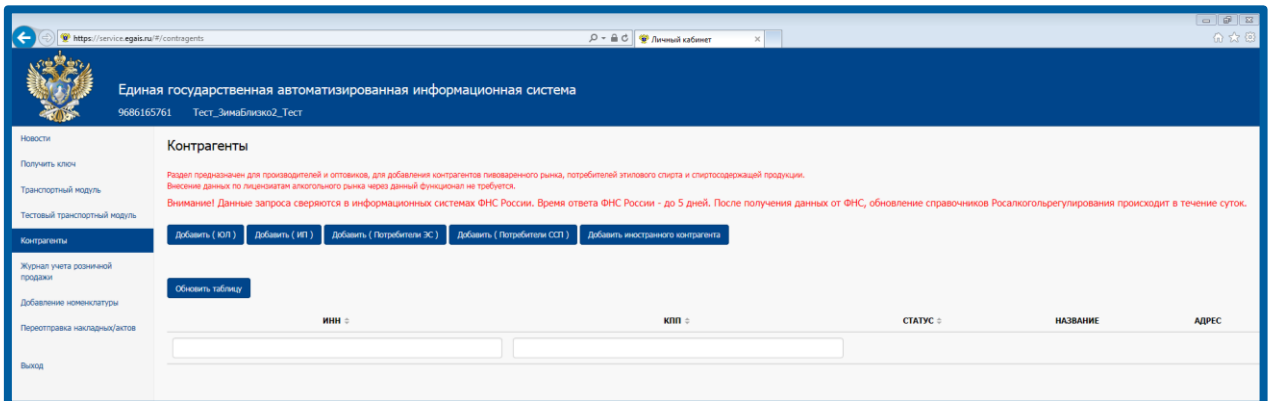 https://service.egais.ru/#/contragents
Личный кабинет
Единая государственная автоматизированная информационная система
9686165761 Тест_ЗимаБлизко2_Тест
Новости
Получить ключ
Транспортный модуль
Тестовый транспортный модуль
Контрагенты
Журнал учета розничной
продажи
Добавление номенклатуры
Переотправка накладных/актов
Выход
Контрагенты
Раздел предназначен для производителей и оптовиков, для добавления контрагентов пивоваренного рынка, потребителей этилового спирта и спиртосодержащей продукции.
Внесение данных по лицензиатам алкогольного рынка через данный функционал не требуется.
Внимание! Данные запроса сверяются в информационных системах ФНС России. Время ответа ФНС России - до 5 дней. После получения данных от ФНС, обновление справочников Росалкогольрегулирования происходит в течение суток.
Добавить ( ЮЛ ) Добавить ( ИП ) Добавить ( Потребители ЭС ) Добавить ( Потребители ССП ) Добавить иностранного контрагента
Обновить таблицу
ИНН КПП СТАТУС НАЗВАНИЕ АДРЕС